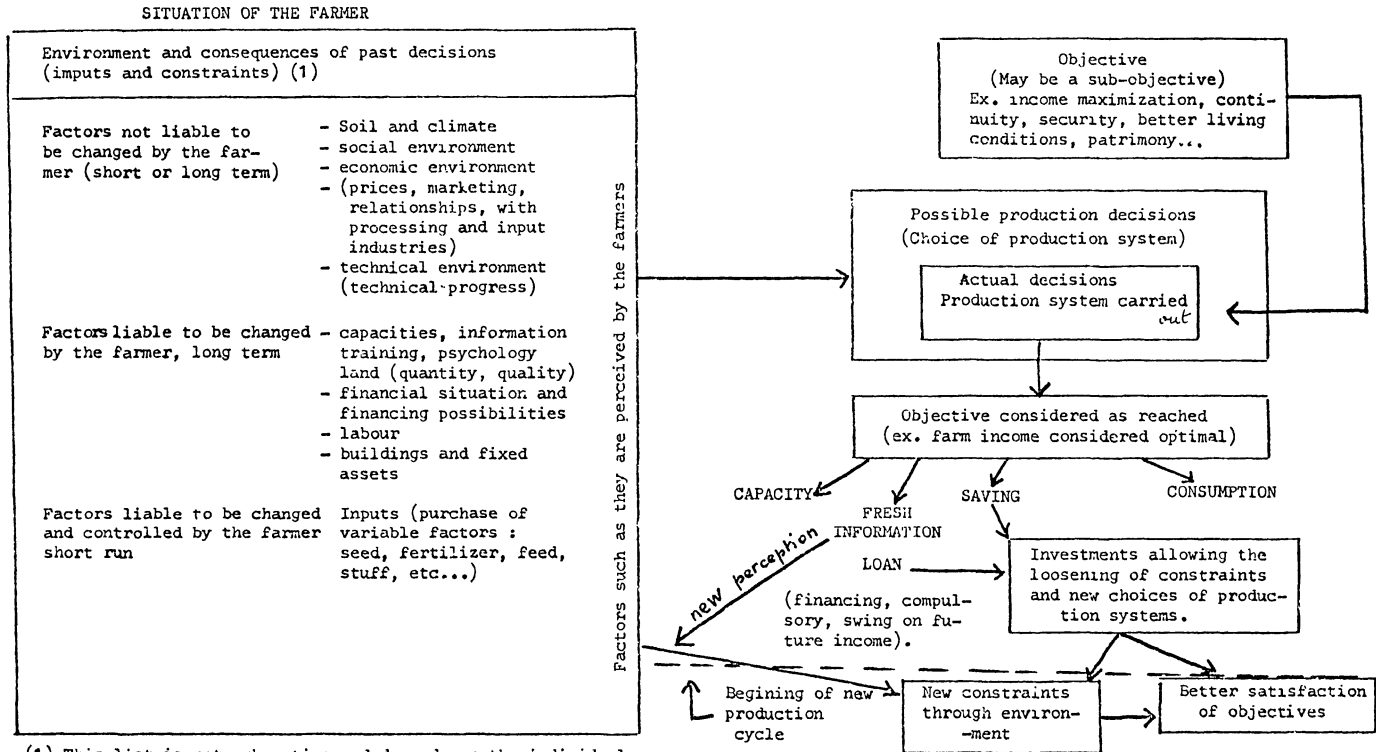 SITUATION OF THE FARMER
Environment and consequences of past decisions
(imputs and constraints) (1)
Factors not liable to
be changed by the far-
mer (short or long term)
- Soil and climate
- social environment
- economic environment
- (prices, marketing,
relationships, with
processing and input
industries)
- technical environment
(technical-progress)
Factors liable to be changed
by the farmer, long term
- capacities, information
training, psychology
land (quantity, quality)
- financial situation and
financing possibilities
- labour
- buildings and fixed
assets
Factors liable to be changed
and controlled by the farmer
short run
Inputs (purchase of
variable factors :
seed, fertilizer, feed,
stuff, etc...)
Factors such as they are perceived by the farmers
Objective
(May be a sub-objective)
Ex. income maximization, conti-
nuity, security, better living
conditions, patrimony...
Possible production decisions
(Choice of production system)
Actual decisions
Production system carried
out
Objective considered as reached
(ex. farm income considered optimal)
CAPACITY
FRESH
INFORMATION
SAVING
CONSUMPTION
new perception
LOAN
(financing, compul-
sory, swing on fu-
ture income).
Investments allowing the
loosening of constraints
and new choices of produc-
tion systems.
Begining of new
production
cycle
New constraints
through environ-
-ment
Better satisfaction
of objectives